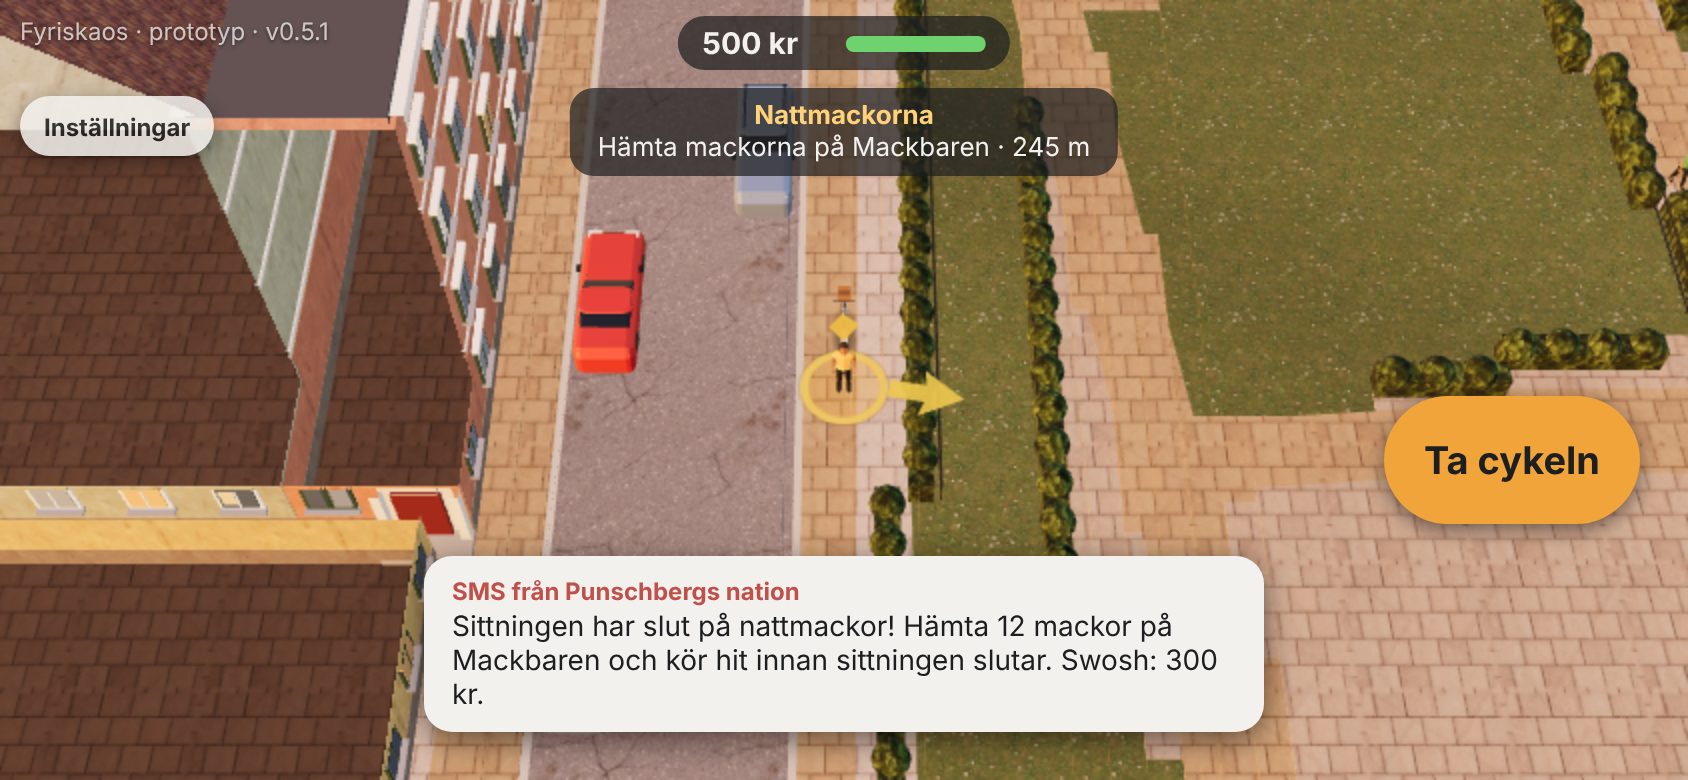 Fyriskaos · prototyp · v0.5.1
500 kr
Inställningar
Nattmackorna
Hämta mackorna på Mackbaren · 245 m
Ta cykeln
SMS från Punschbergs nation
Sittningen har slut på nattmackor! Hämta 12 mackor på
Mackbaren och kör hit innan sittningen slutar. Swosh: 300
kr.